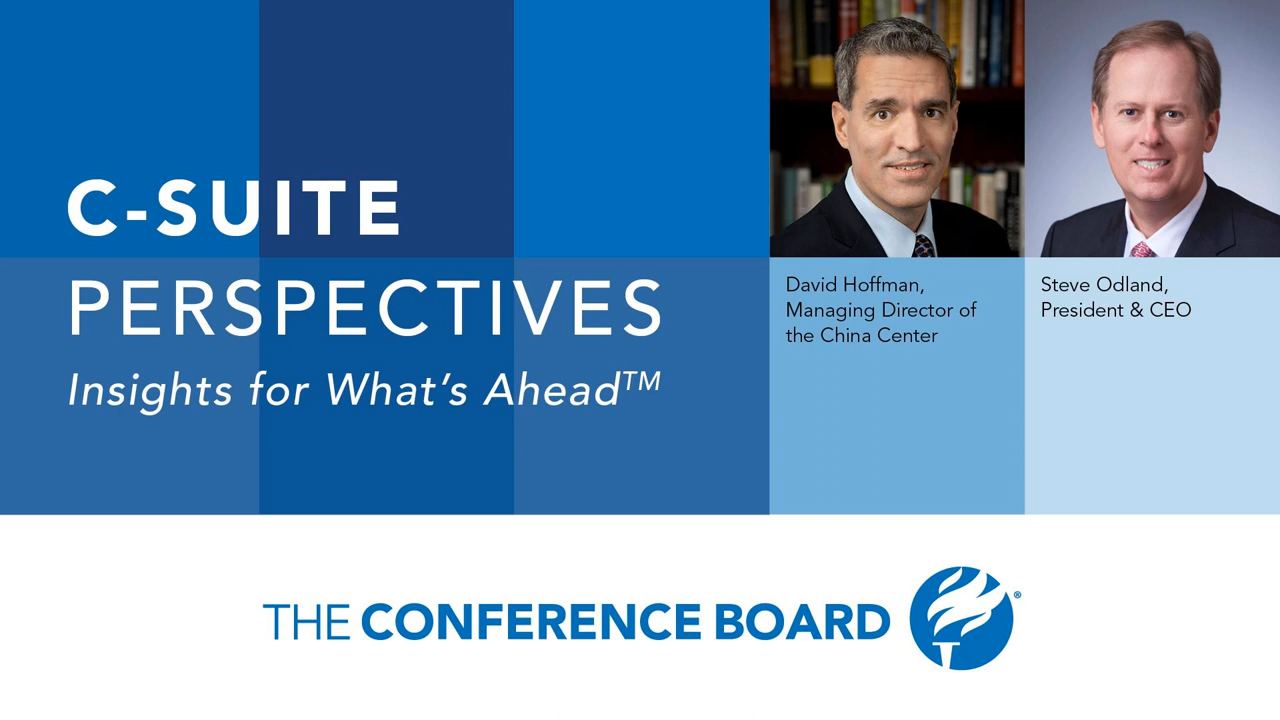 C-SUITE
PERSPECTIVES
Insights for What's Ahead™
David Hoffman,
Managing Director of
the China Center
Steve Odland,
President & CEO
THE CONFERENCE BOARD ®